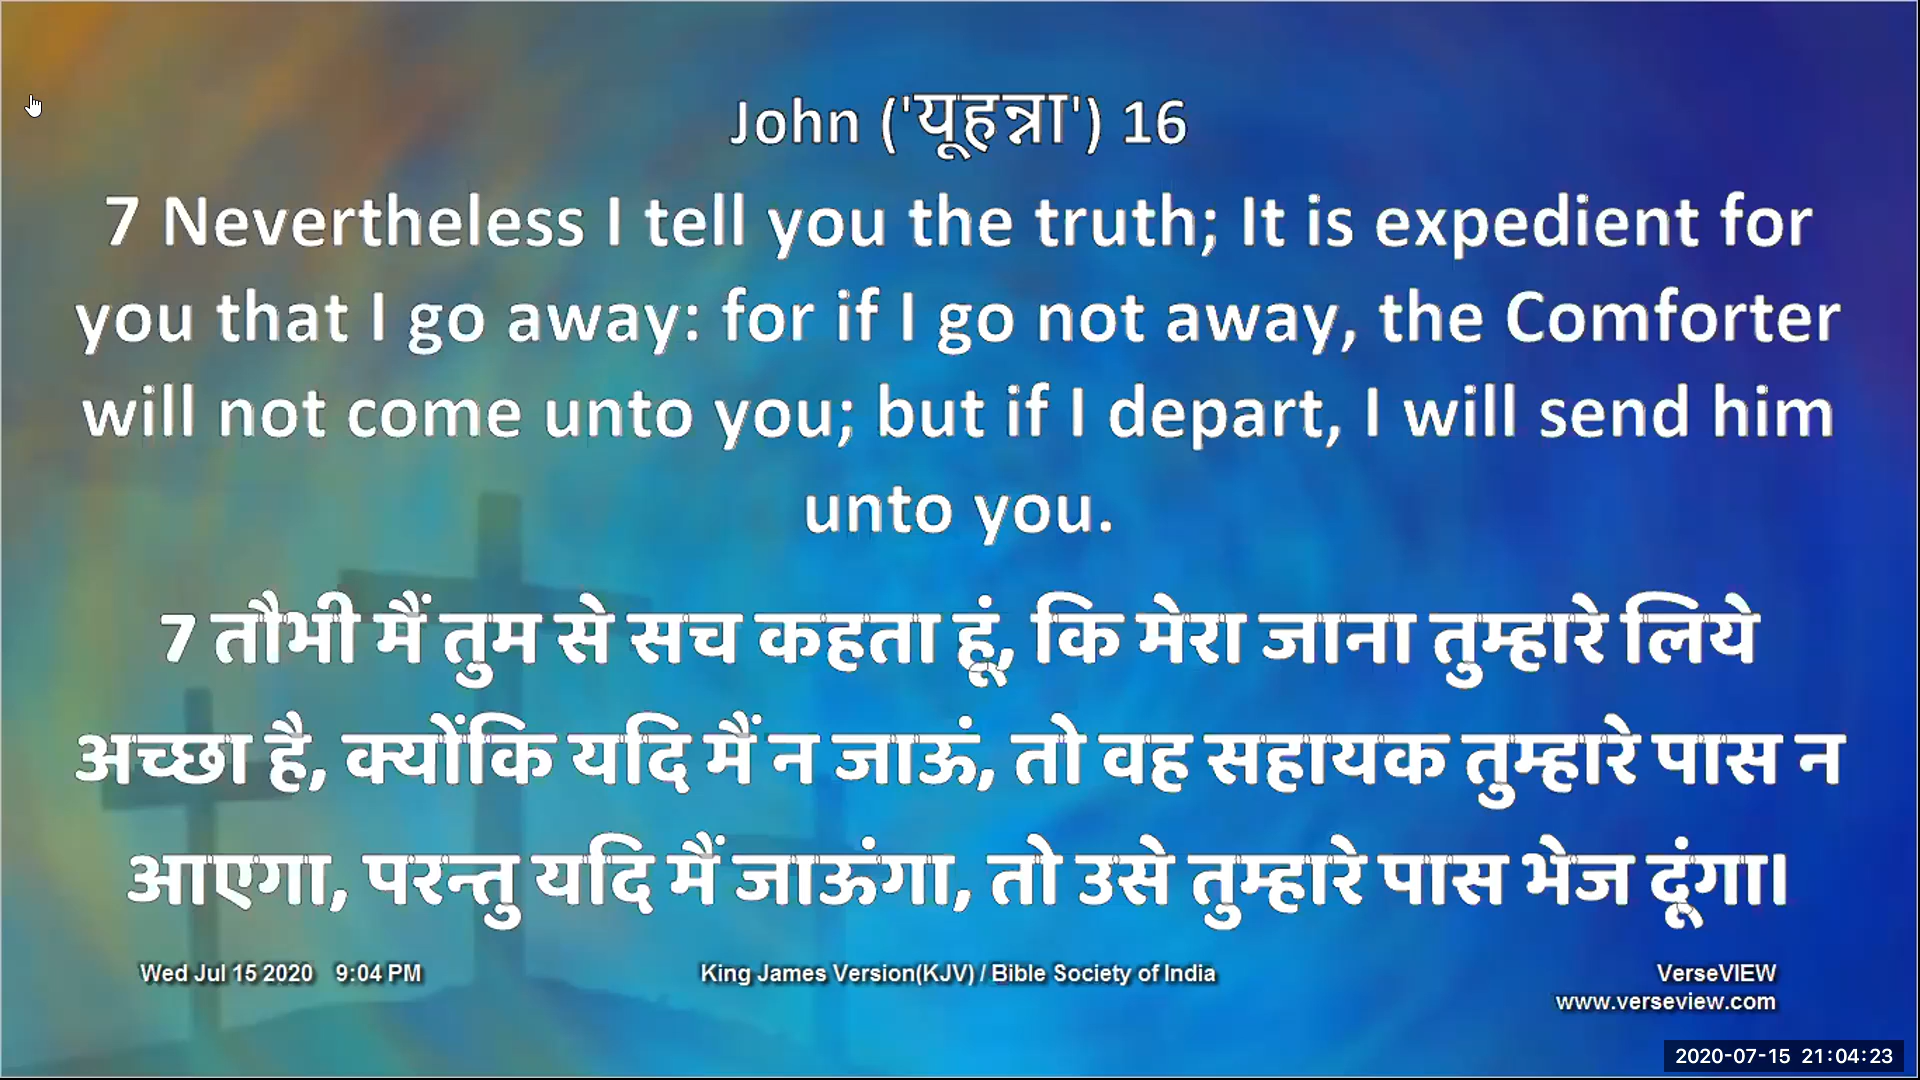 John ('यूहन्ना') 16
7 Nevertheless I tell you the truth; It is expedient for
you that I go away: for if I go not away, the Comforter
will not come unto you; but if I depart, I will send him
unto you.
7 तौभी मैं तुम से सच कहता हूं, कि मेरा जाना तुम्हारे लिये
अच्छा है, क्योंकि यदि मैं न जाऊं, तो वह सहायक तुम्हारे पास न
आएगा, परन्तु यदि मैं जाऊंगा, तो उसे तुम्हारे पास भेज दूंगा।
Wed Jul 15 2020 9:04 PM King James Version(KJV) / Bible Society of India VerseVIEW
www.verseview.com
2020-07-15 21:04:23